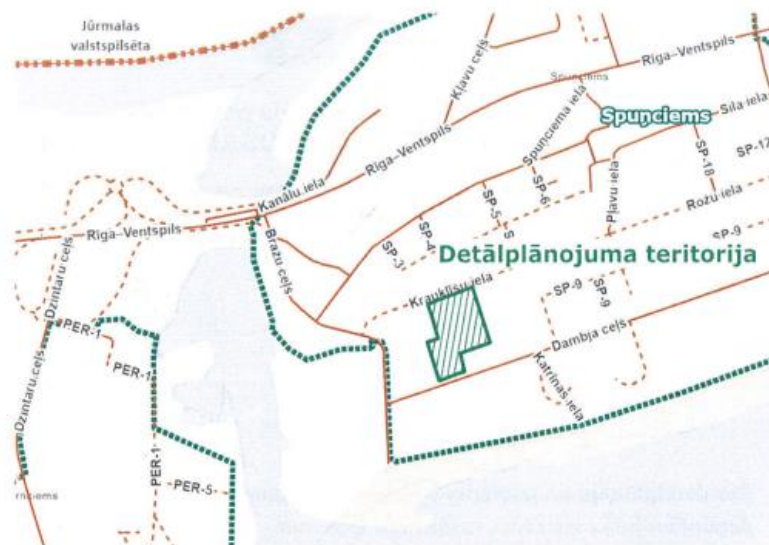 Jūrmalas
valstspilsēta
Rīga–Ventspils
Kļavu ceļš
Spuņciems
Spuņciema iela
Spuņciems
Sila iela
Rīga–Ventspils
SP-17
SP-18
Kanālu iela
Rīga–Ventspils
Bražu ceļš
SP-3
SP-4
SP-5
SP-6
Pļavu iela
Rožu iela
SP-9
Detālplānojuma teritorija
Krauklīšu iela
SP-9
SP-9
Dambja ceļš
Katrīnas iela
Dzintaru ceļš
PER-1
PER-1
Dzintaru ceļš
PER-1
PER-5